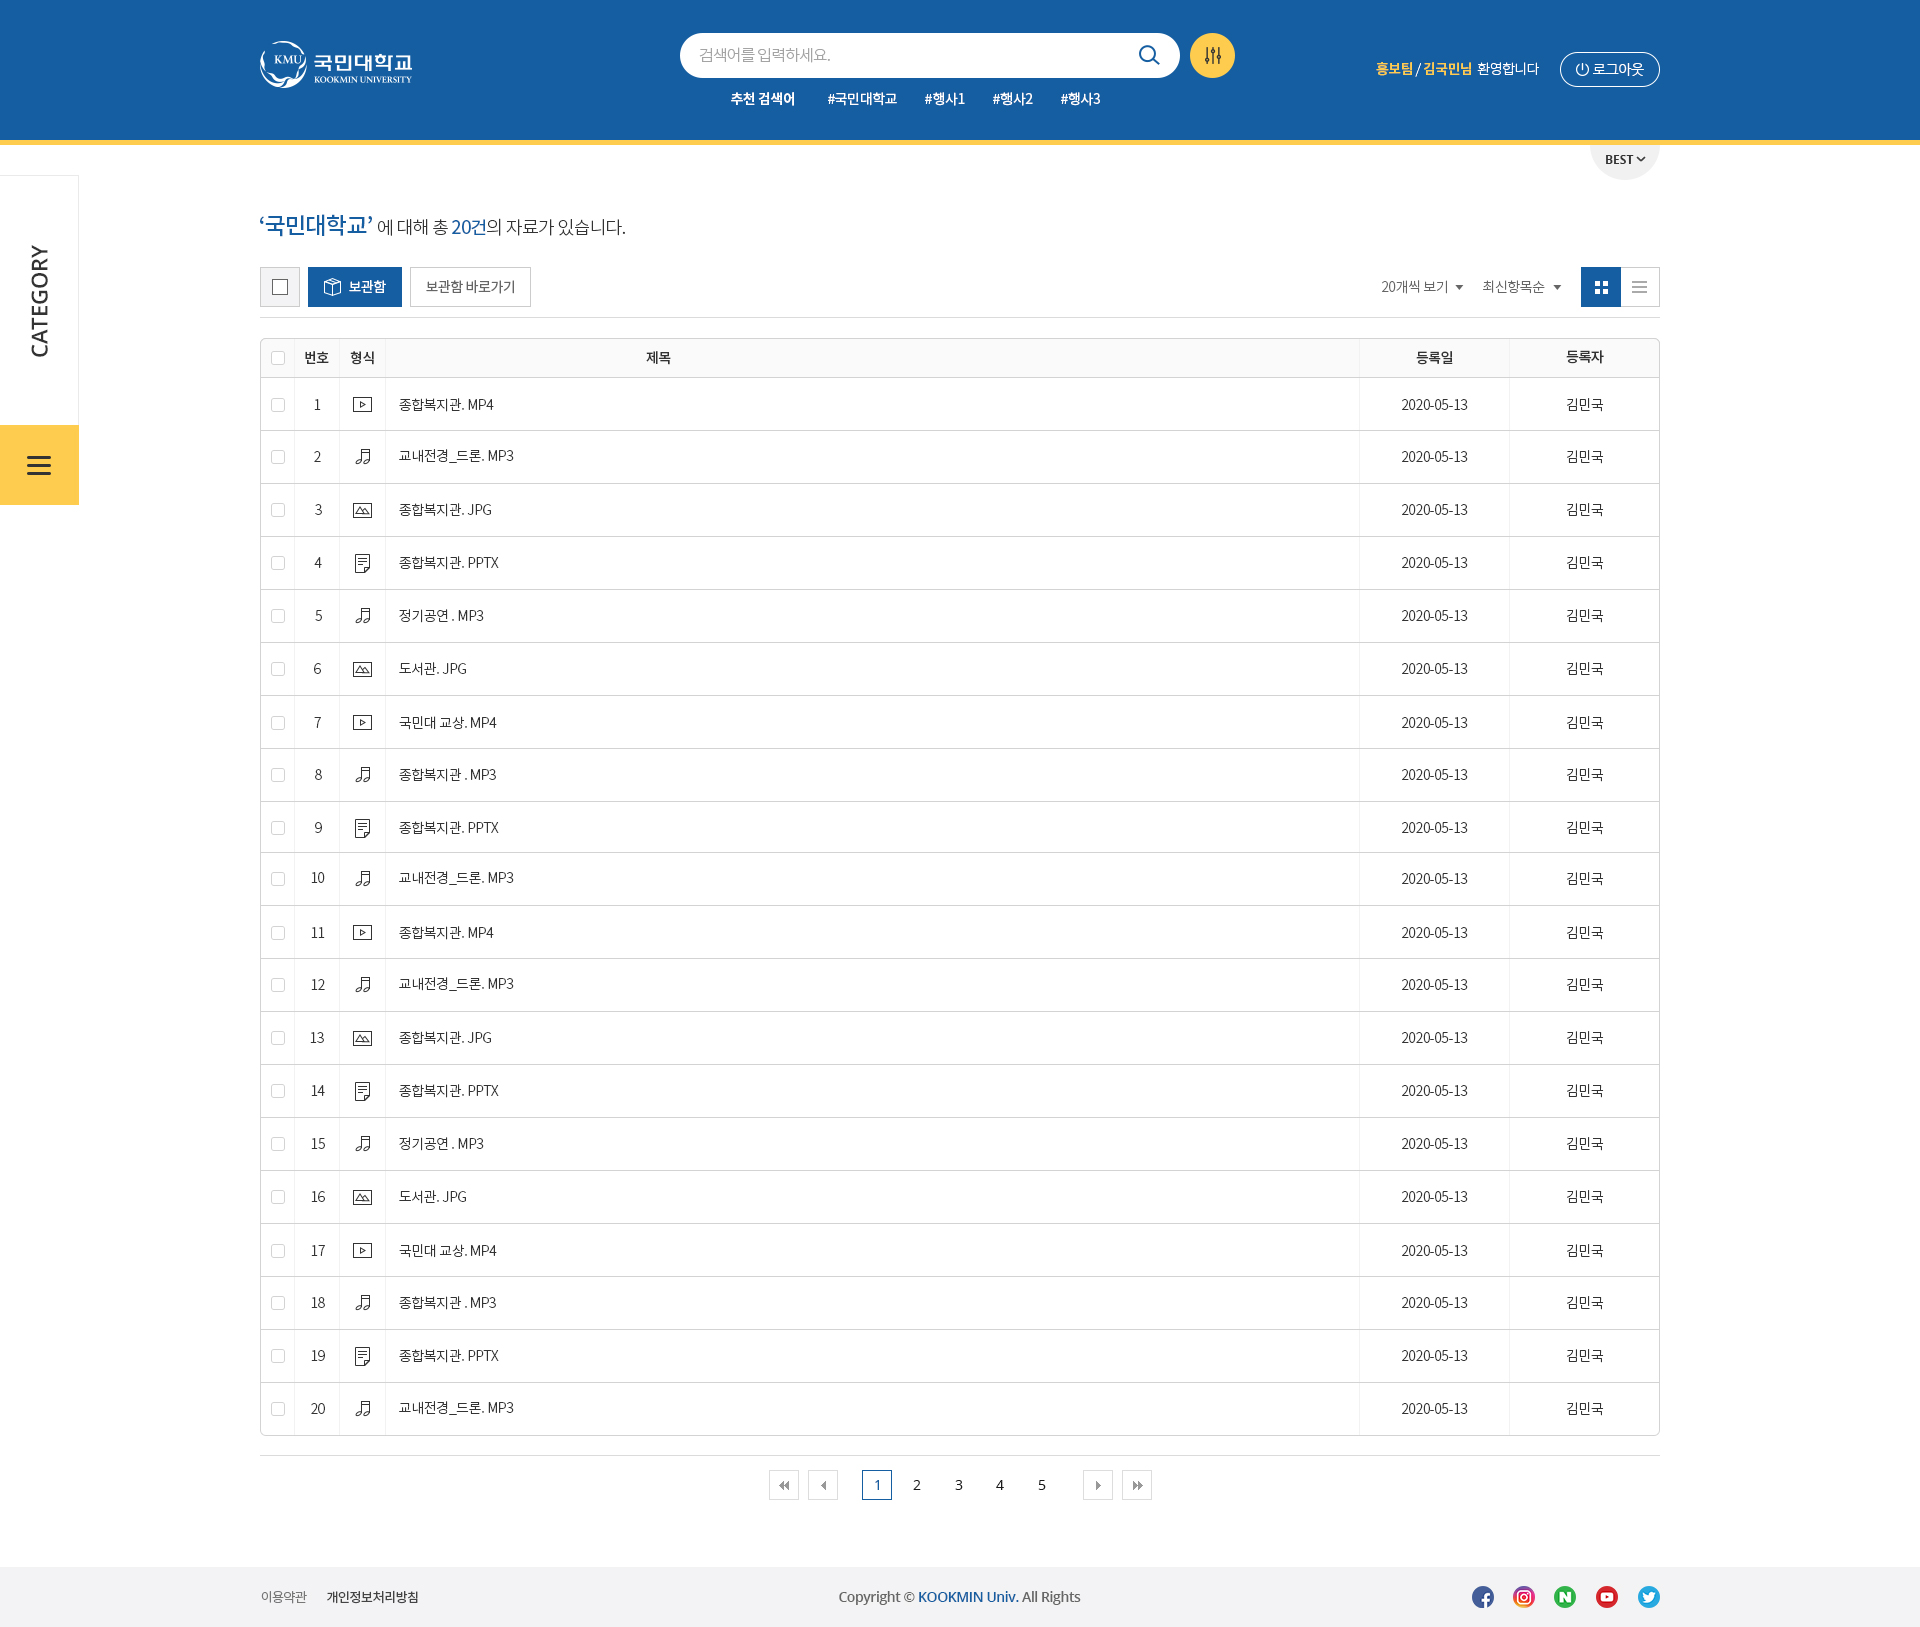 KMU 국민대학교
KOOKMIN UNIVERSITY
검색어를 입력하세요.
추천 검색어 #국민대학교 #행사1 #행사2 #행사3
홍보팀 / 김국민님 환영합니다 로그아웃
BEST
CATEGORY
‘국민대학교’ 에 대해 총 20건의 자료가 있습니다.
보관함 보관함 바로가기 20개씩 보기 최신항목순
번호 형식 제목 등록일 등록자
1 종합복지관. MP4 2020-05-13 김민국
2 교내전경_드론. MP3 2020-05-13 김민국
3 종합복지관. JPG 2020-05-13 김민국
4 종합복지관. PPTX 2020-05-13 김민국
5 정기공연 . MP3 2020-05-13 김민국
6 도서관. JPG 2020-05-13 김민국
7 국민대 교상. MP4 2020-05-13 김민국
8 종합복지관 . MP3 2020-05-13 김민국
9 종합복지관. PPTX 2020-05-13 김민국
10 교내전경_드론. MP3 2020-05-13 김민국
11 종합복지관. MP4 2020-05-13 김민국
12 교내전경_드론. MP3 2020-05-13 김민국
13 종합복지관. JPG 2020-05-13 김민국
14 종합복지관. PPTX 2020-05-13 김민국
15 정기공연 . MP3 2020-05-13 김민국
16 도서관. JPG 2020-05-13 김민국
17 국민대 교상. MP4 2020-05-13 김민국
18 종합복지관 . MP3 2020-05-13 김민국
19 종합복지관. PPTX 2020-05-13 김민국
20 교내전경_드론. MP3 2020-05-13 김민국
1 2 3 4 5
이용약관 개인정보처리방침 Copyright © KOOKMIN Univ. All Rights